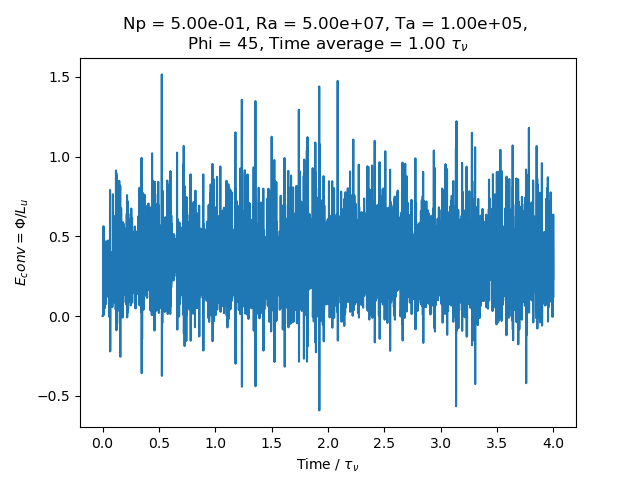 Np = 5.00e-01, Ra = 5.00e+07, Ta = 1.00e+05,
Phi = 45, Time average = 1.00 τ_ν
1.5
1.0
0.5
0.0
−0.5
E_conv = Φ/L_u
0.0 0.5 1.0 1.5 2.0 2.5 3.0 3.5 4.0
Time / τ_ν